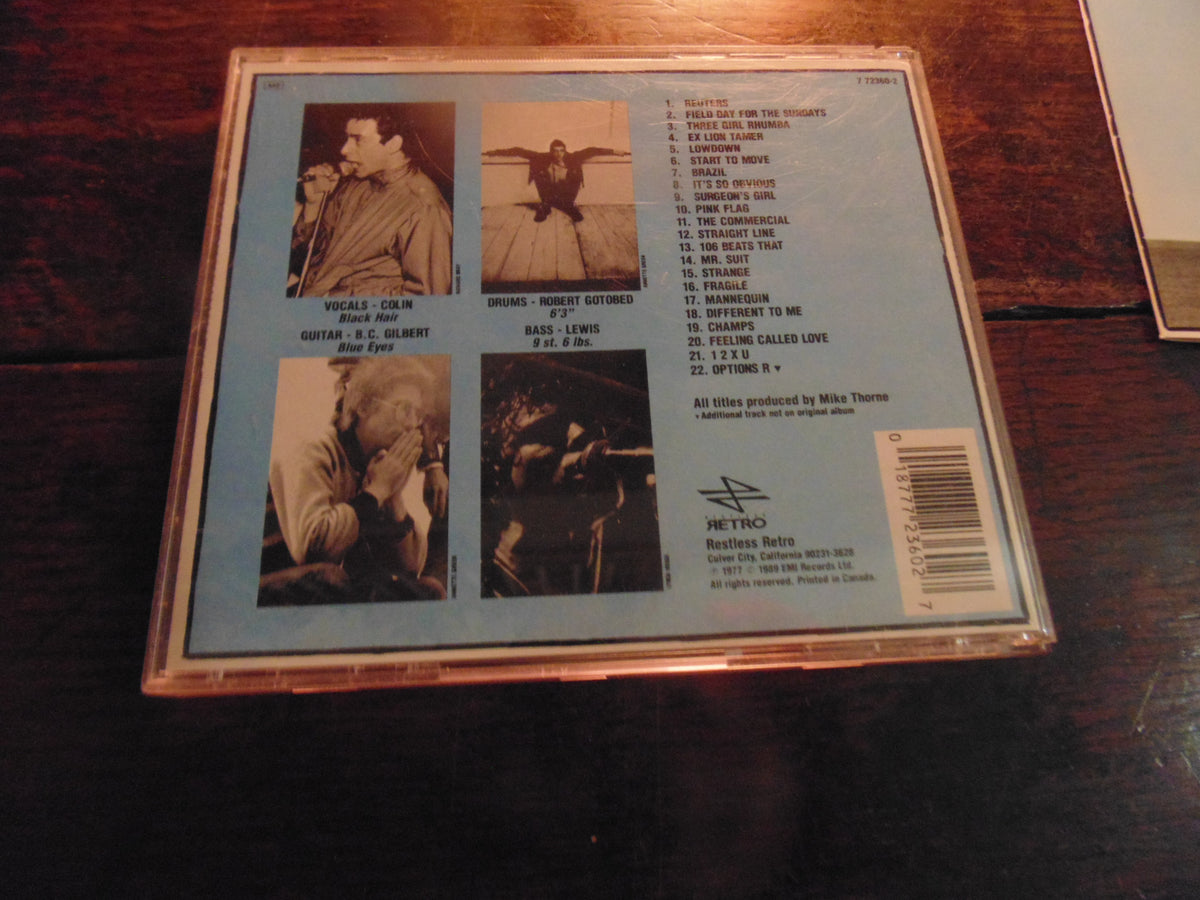 7 72360-2
VOCALS - COLIN
Black Hair
GUITAR - B.C. GILBERT
Blue Eyes
DRUMS - ROBERT GOTOBED
6'3"
BASS - LEWIS
9 st. 6 lbs.
1. REUTERS
2. FIELD DAY FOR THE SUNDAYS
3. THREE GIRL RHUMBA
4. EX LION TAMER
5. LOWDOWN
6. START TO MOVE
7. BRAZIL
8. IT'S SO OBVIOUS
9. SURGEON'S GIRL
10. PINK FLAG
11. THE COMMERCIAL
12. STRAIGHT LINE
13. 106 BEATS THAT
14. MR. SUIT
15. STRANGE
16. FRAGILE
17. MANNEQUIN
18. DIFFERENT TO ME
19. CHAMPS
20. FEELING CALLED LOVE
21. 1 2 X U
22. OPTIONS R ▾
All titles produced by Mike Thorne
▾ Additional track not on original album
RETRO
Restless Retro
Culver City, California 90231-3628
℗ 1977 © 1989 EMI Records Ltd.
All rights reserved. Printed in Canada.
0 18777 23602 7